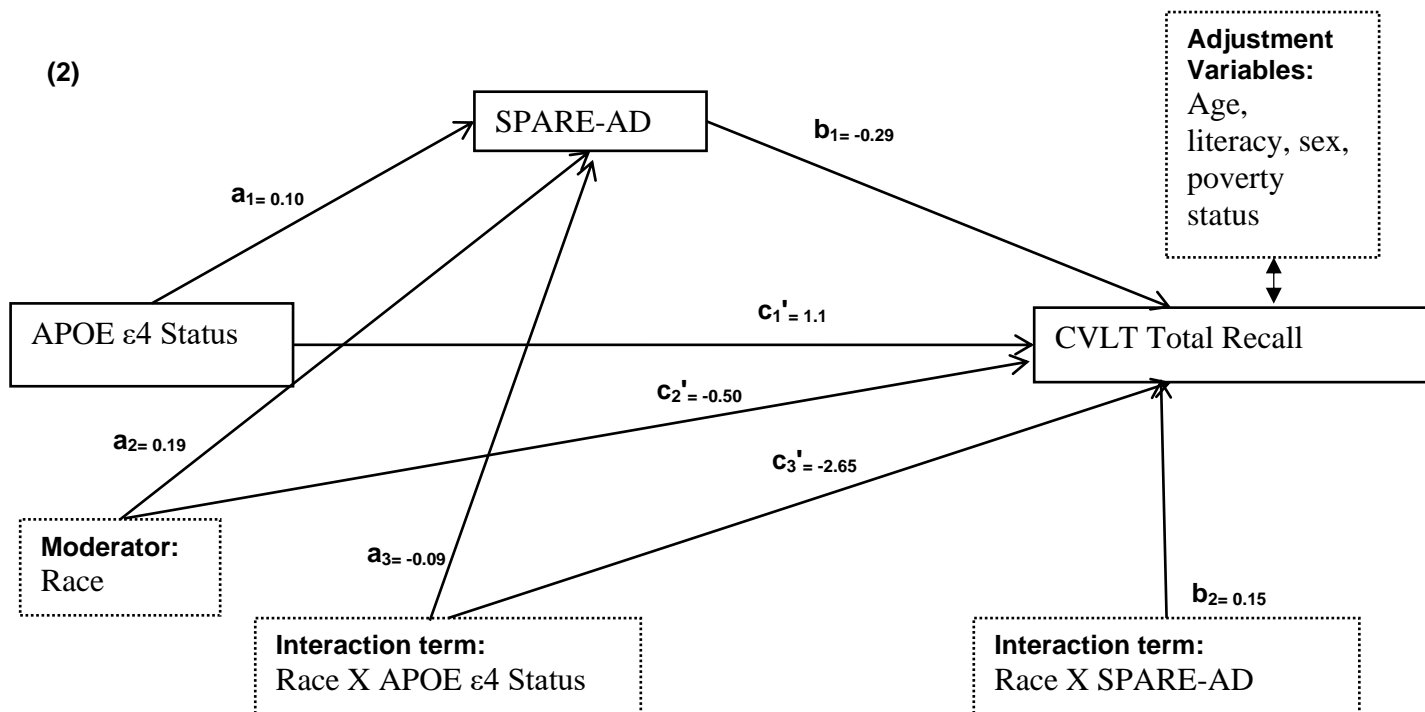 (2)
Adjustment
Variables:
Age,
literacy, sex,
poverty
status
SPARE-AD
b1= -0.29
a1= 0.10
APOE ε4 Status
c1'= 1.1
CVLT Total Recall
c2'= -0.50
a2= 0.19
c3'= -2.65
Moderator:
Race
a3= -0.09
b2= 0.15
Interaction term:
Race X APOE ε4 Status
Interaction term:
Race X SPARE-AD